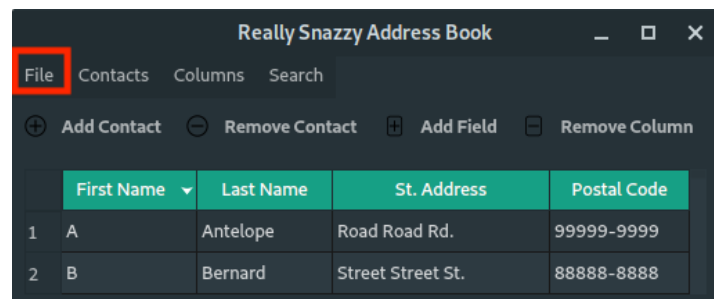 Really Snazzy Address Book
File Contacts Columns Search
Add Contact Remove Contact Add Field Remove Column
First Name Last Name St. Address Postal Code
1 A Antelope Road Road Rd. 99999-9999
2 B Bernard Street Street St. 88888-8888